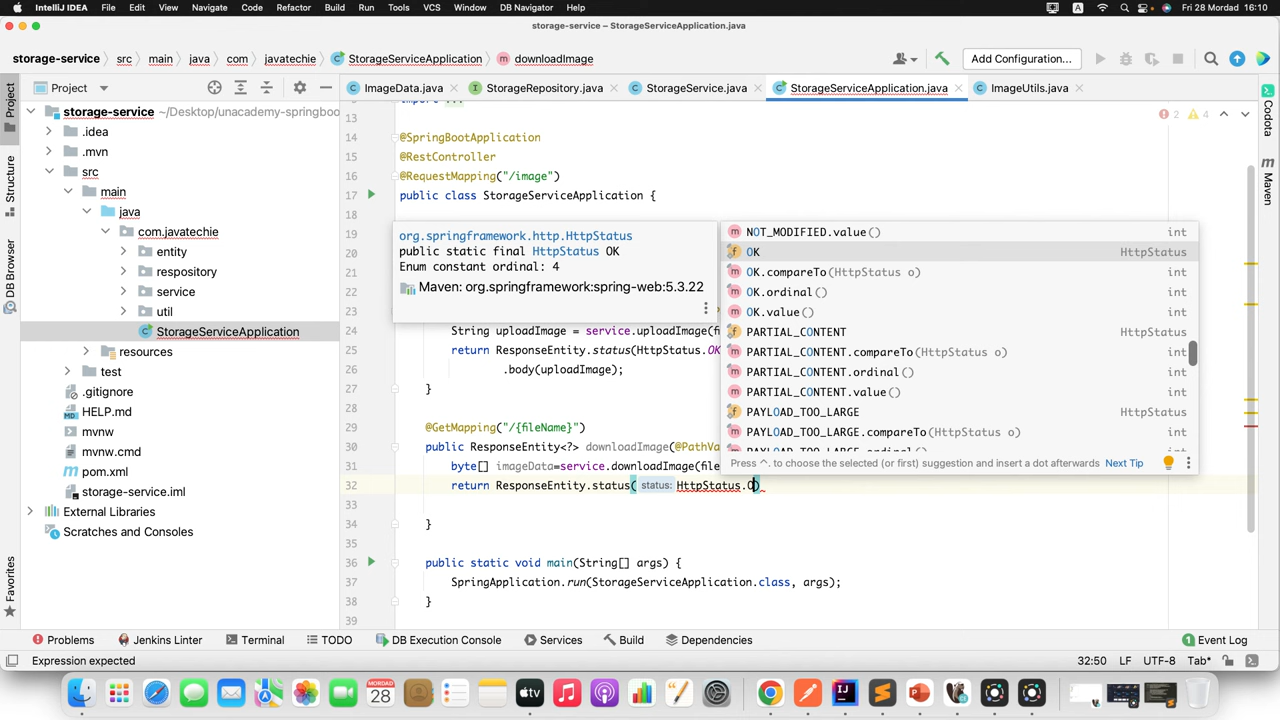 IntelliJ IDEA File Edit View Navigate Code Refactor Build Run Tools VCS Window DB Navigator Help A Fri 28 Mordad 16:10
storage-service – StorageServiceApplication.java
storage-service src main java com javatechie StorageServiceApplication downloadImage Add Configuration...
Project ImageData.java StorageRepository.java StorageService.java StorageServiceApplication.java ImageUtils.java
storage-service ~/Desktop/unacademy-springboo
.idea
.mvn
src
main
java
com.javatechie
entity
respository
service
util
StorageServiceApplication
resources
test
.gitignore
HELP.md
mvnw
mvnw.cmd
pom.xml
storage-service.iml
External Libraries
Scratches and Consoles
Project
Structure
DB Browser
Favorites
2 4
13
14 @SpringBootApplication
15 @RestController
16 @RequestMapping("/image")
17 public class StorageServiceApplication {
18
19
20
21
22
23
24 String uploadImage = service.uploadImage(fi
25 return ResponseEntity.status(HttpStatus.OK
26 .body(uploadImage);
27 }
28
29 @GetMapping("/{fileName}")
30 public ResponseEntity<?> downloadImage(@PathVa
31 byte[] imageData=service.downloadImage(file
32 return ResponseEntity.status( status: HttpStatus.O)
33
34 }
35
36 public static void main(String[] args) {
37 SpringApplication.run(StorageServiceApplication.class, args);
38 }
39
org.springframework.http.HttpStatus
public static final HttpStatus OK
Enum constant ordinal: 4
Maven: org.springframework:spring-web:5.3.22
NOT_MODIFIED.value() int
OK HttpStatus
OK.compareTo(HttpStatus o) int
OK.ordinal() int
OK.value() int
PARTIAL_CONTENT HttpStatus
PARTIAL_CONTENT.compareTo(HttpStatus o) int
PARTIAL_CONTENT.ordinal() int
PARTIAL_CONTENT.value() int
PAYLOAD_TOO_LARGE HttpStatus
PAYLOAD_TOO_LARGE.compareTo(HttpStatus o) int
PAYLOAD_TOO_LARGE.ordinal() int
Press ^. to choose the selected (or first) suggestion and insert a dot afterwards Next Tip
Codota
Maven
Problems Jenkins Linter Terminal TODO DB Execution Console Services Build Dependencies 1 Event Log
Expression expected 32:50 LF UTF-8 Tab*
MORDAD
28
tv